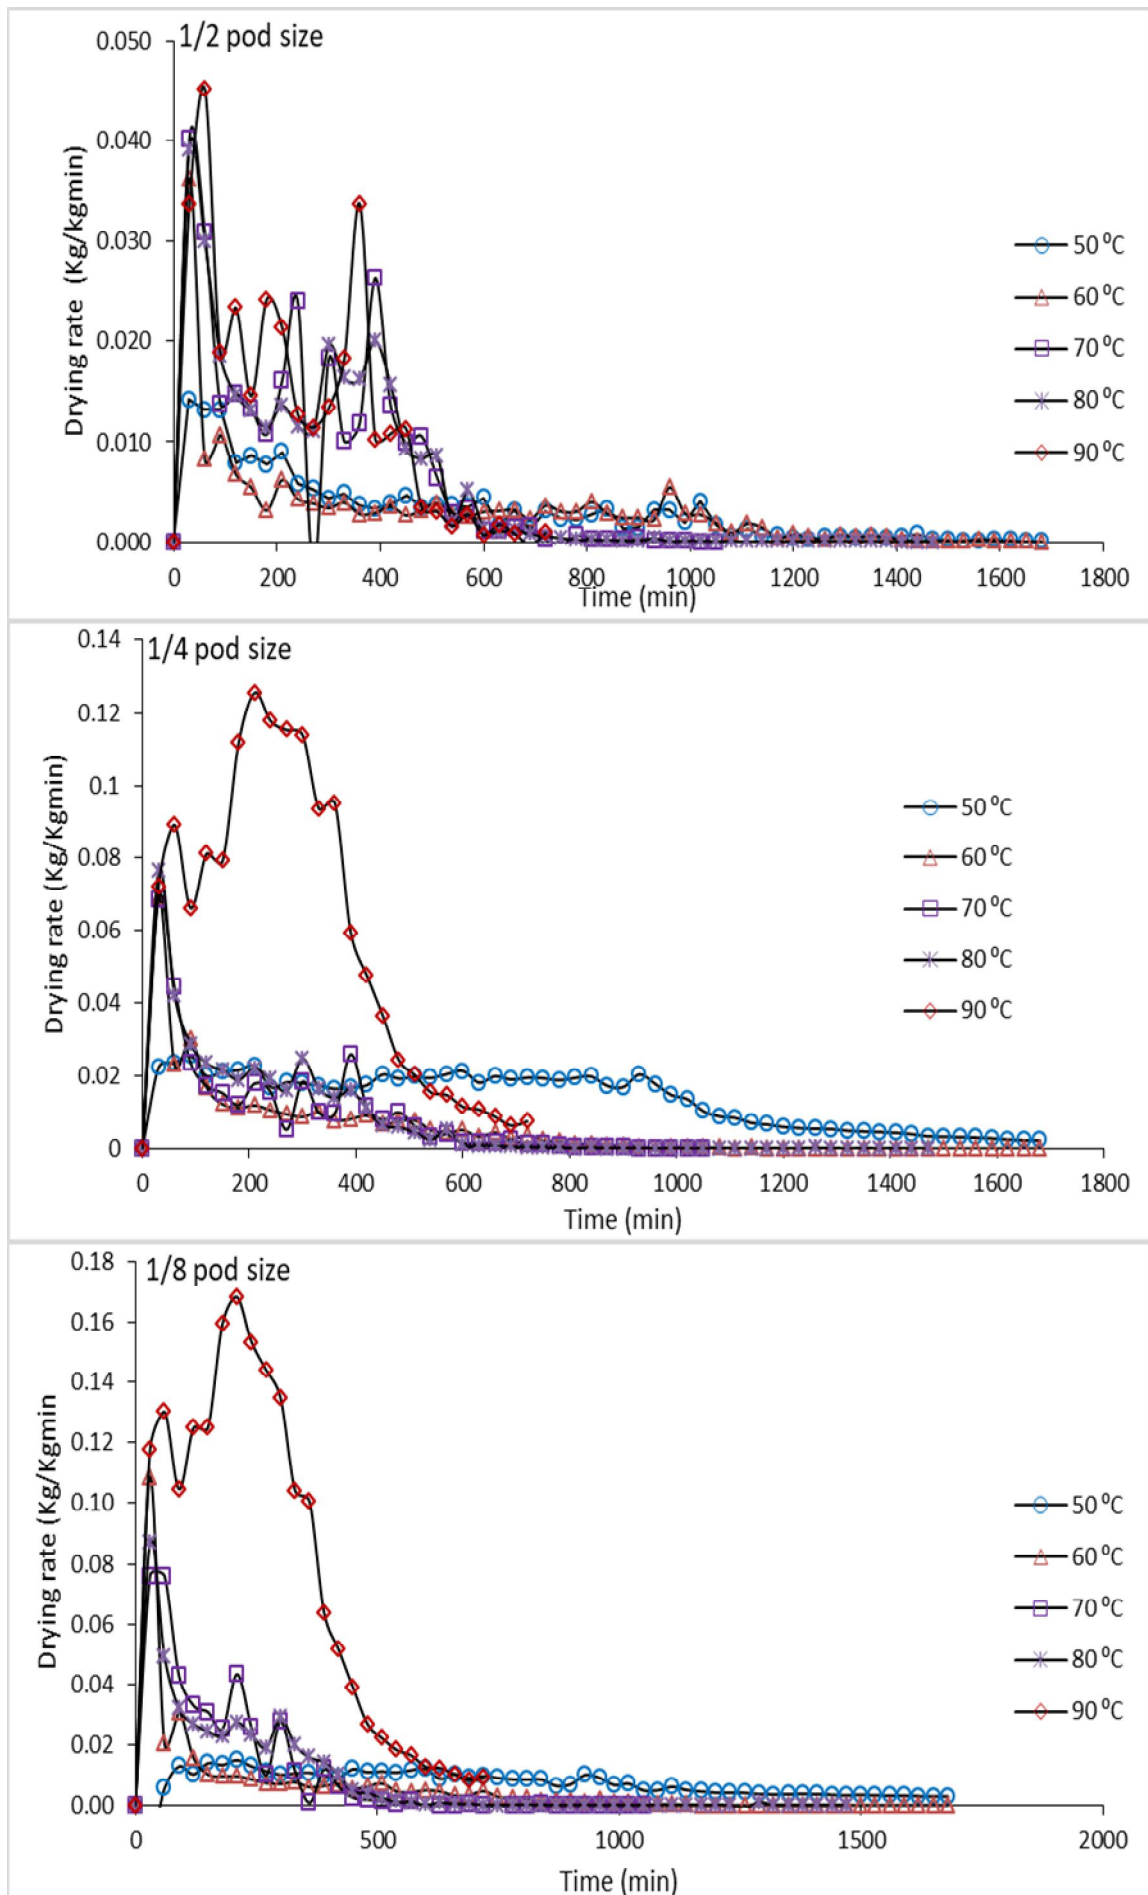 1/2 pod size
0.050
0.040
0.030
0.020
0.010
0.000
Drying rate (Kg/kgmin)
0 200 400 600 800 1000 1200 1400 1600 1800
Time (min)
50 ⁰C
60 ⁰C
70 ⁰C
80 ⁰C
90 ⁰C
1/4 pod size
0.14
0.12
0.1
0.08
0.06
0.04
0.02
0
Drying rate (Kg/Kgmin)
0 200 400 600 800 1000 1200 1400 1600 1800
Time (min)
50 ⁰C
60 ⁰C
70 ⁰C
80 ⁰C
90 ⁰C
1/8 pod size
0.18
0.16
0.14
0.12
0.10
0.08
0.06
0.04
0.02
0.00
Drying rate (Kg/Kgmin
0 500 1000 1500 2000
Time (min)
50 ⁰C
60 ⁰C
70 ⁰C
80 ⁰C
90 ⁰C